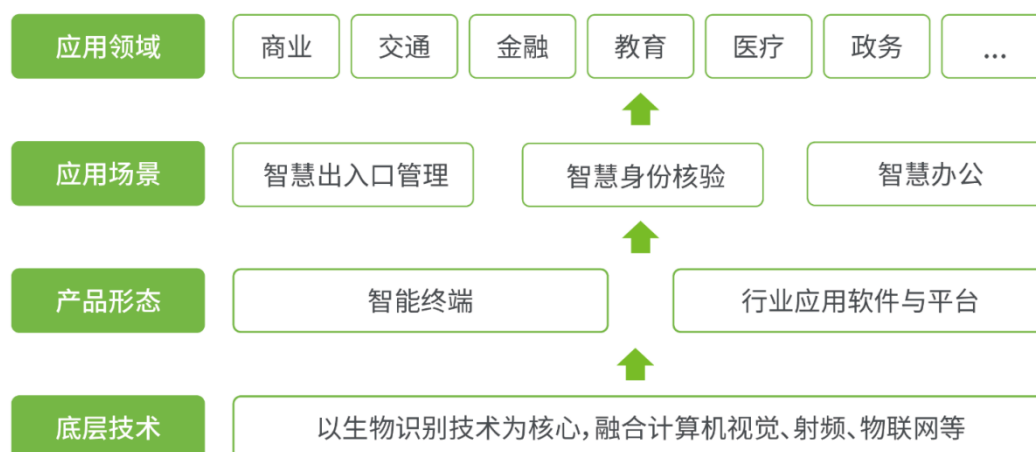 应用领域 商业 交通 金融 教育 医疗 政务 ...
应用场景 智慧出入口管理 智慧身份核验 智慧办公
产品形态 智能终端 行业应用软件与平台
底层技术 以生物识别技术为核心，融合计算机视觉、射频、物联网等